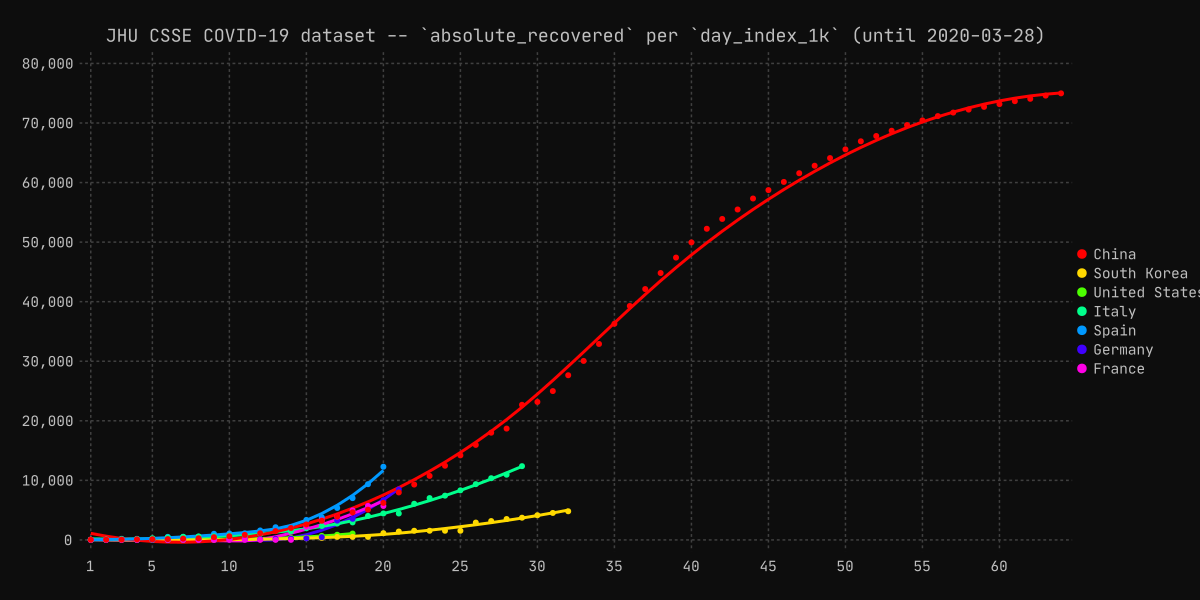 JHU CSSE COVID-19 dataset -- `absolute_recovered` per `day_index_1k` (until 2020-03-28)
80,000
70,000
60,000
50,000
40,000
30,000
20,000
10,000
0
1 5 10 15 20 25 30 35 40 45 50 55 60
China
South Korea
United States
Italy
Spain
Germany
France